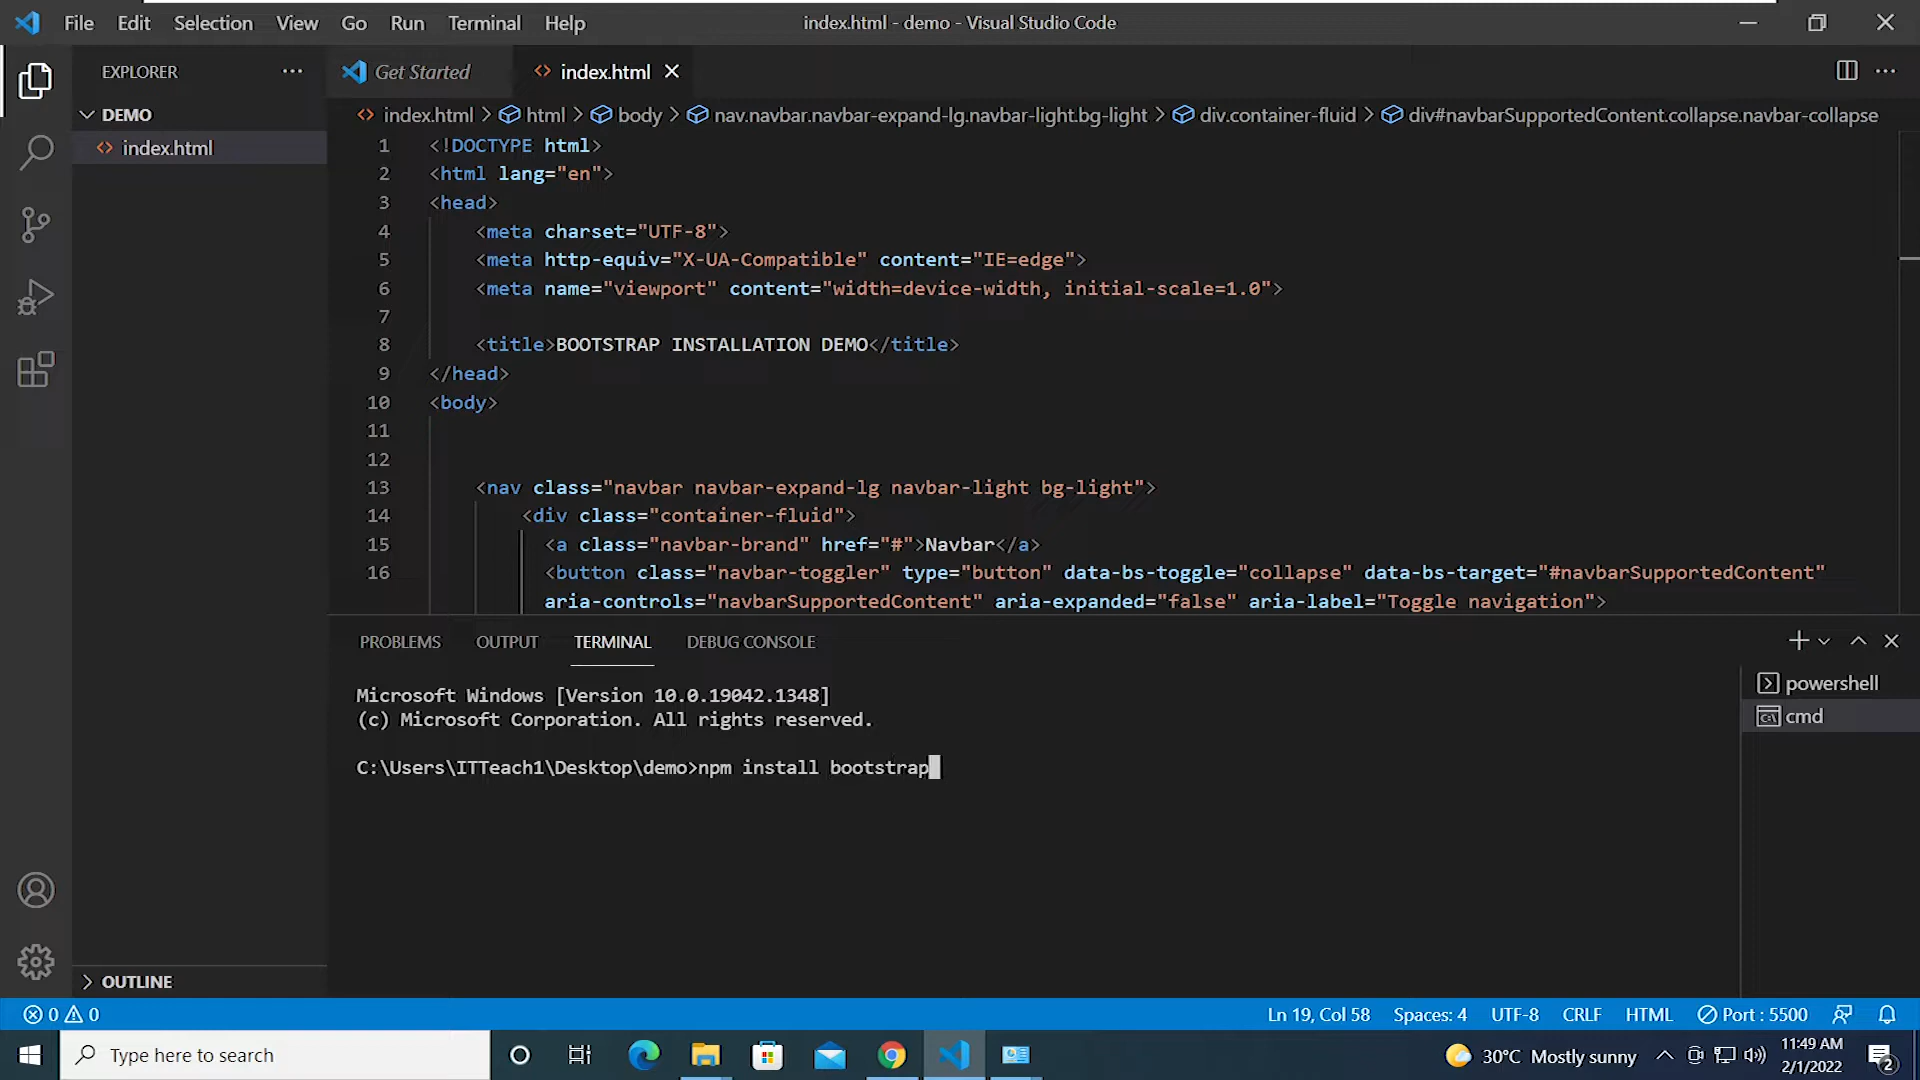 File Edit Selection View Go Run Terminal Help index.html - demo - Visual Studio Code
EXPLORER
Get Started
index.html
DEMO
index.html
index.html > html > body > nav.navbar.navbar-expand-lg.navbar-light.bg-light > div.container-fluid > div#navbarSupportedContent.collapse.navbar-collapse
1 <!DOCTYPE html>
2 <html lang="en">
3 <head>
4 <meta charset="UTF-8">
5 <meta http-equiv="X-UA-Compatible" content="IE=edge">
6 <meta name="viewport" content="width=device-width, initial-scale=1.0">
7
8 <title>BOOTSTRAP INSTALLATION DEMO</title>
9 </head>
10 <body>
11
12
13 <nav class="navbar navbar-expand-lg navbar-light bg-light">
14 <div class="container-fluid">
15 <a class="navbar-brand" href="#">Navbar</a>
16 <button class="navbar-toggler" type="button" data-bs-toggle="collapse" data-bs-target="#navbarSupportedContent"
aria-controls="navbarSupportedContent" aria-expanded="false" aria-label="Toggle navigation">
PROBLEMS OUTPUT TERMINAL DEBUG CONSOLE
Microsoft Windows [Version 10.0.19042.1348]
(c) Microsoft Corporation. All rights reserved.
C:\Users\ITTeach1\Desktop\demo>npm install bootstrap
powershell
cmd
OUTLINE
0 0 Ln 19, Col 58 Spaces: 4 UTF-8 CRLF HTML Port : 5500
Type here to search
30°C Mostly sunny
11:49 AM
2/1/2022
2